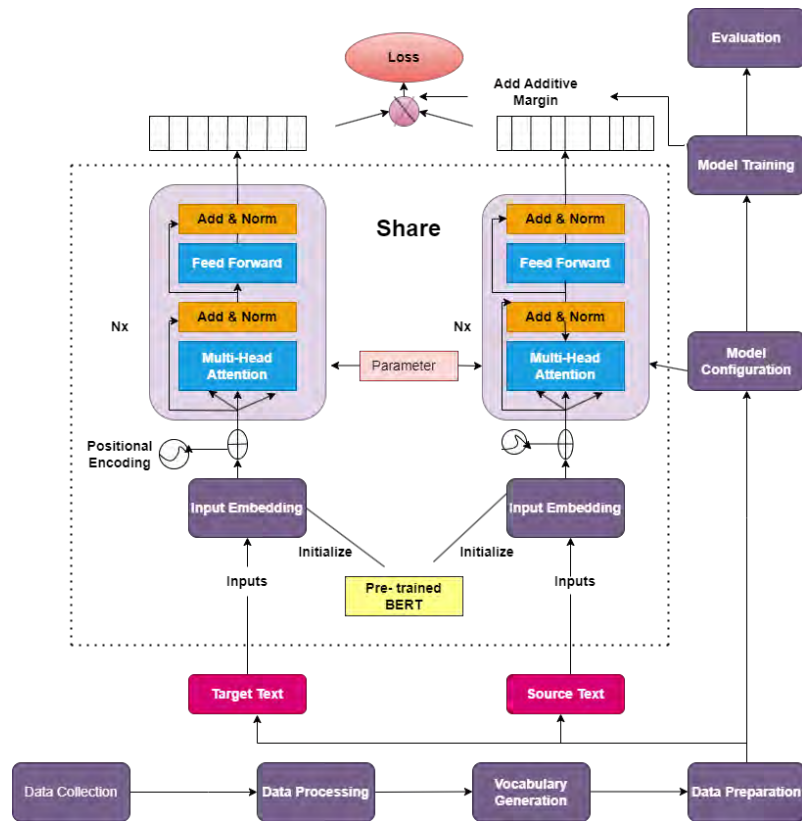 Evaluation
Loss
Add Additive
Margin
Model Training
Share
Add & Norm
Feed Forward
Nx
Add & Norm
Multi-Head
Attention
Add & Norm
Feed Forward
Nx
Add & Norm
Multi-Head
Attention
Parameter
Model
Configuration
Positional
Encoding
Input Embedding
Input Embedding
Initialize
Initialize
Inputs
Inputs
Pre- trained
BERT
Target Text
Source Text
Data Collection
Data Processing
Vocabulary
Generation
Data Preparation